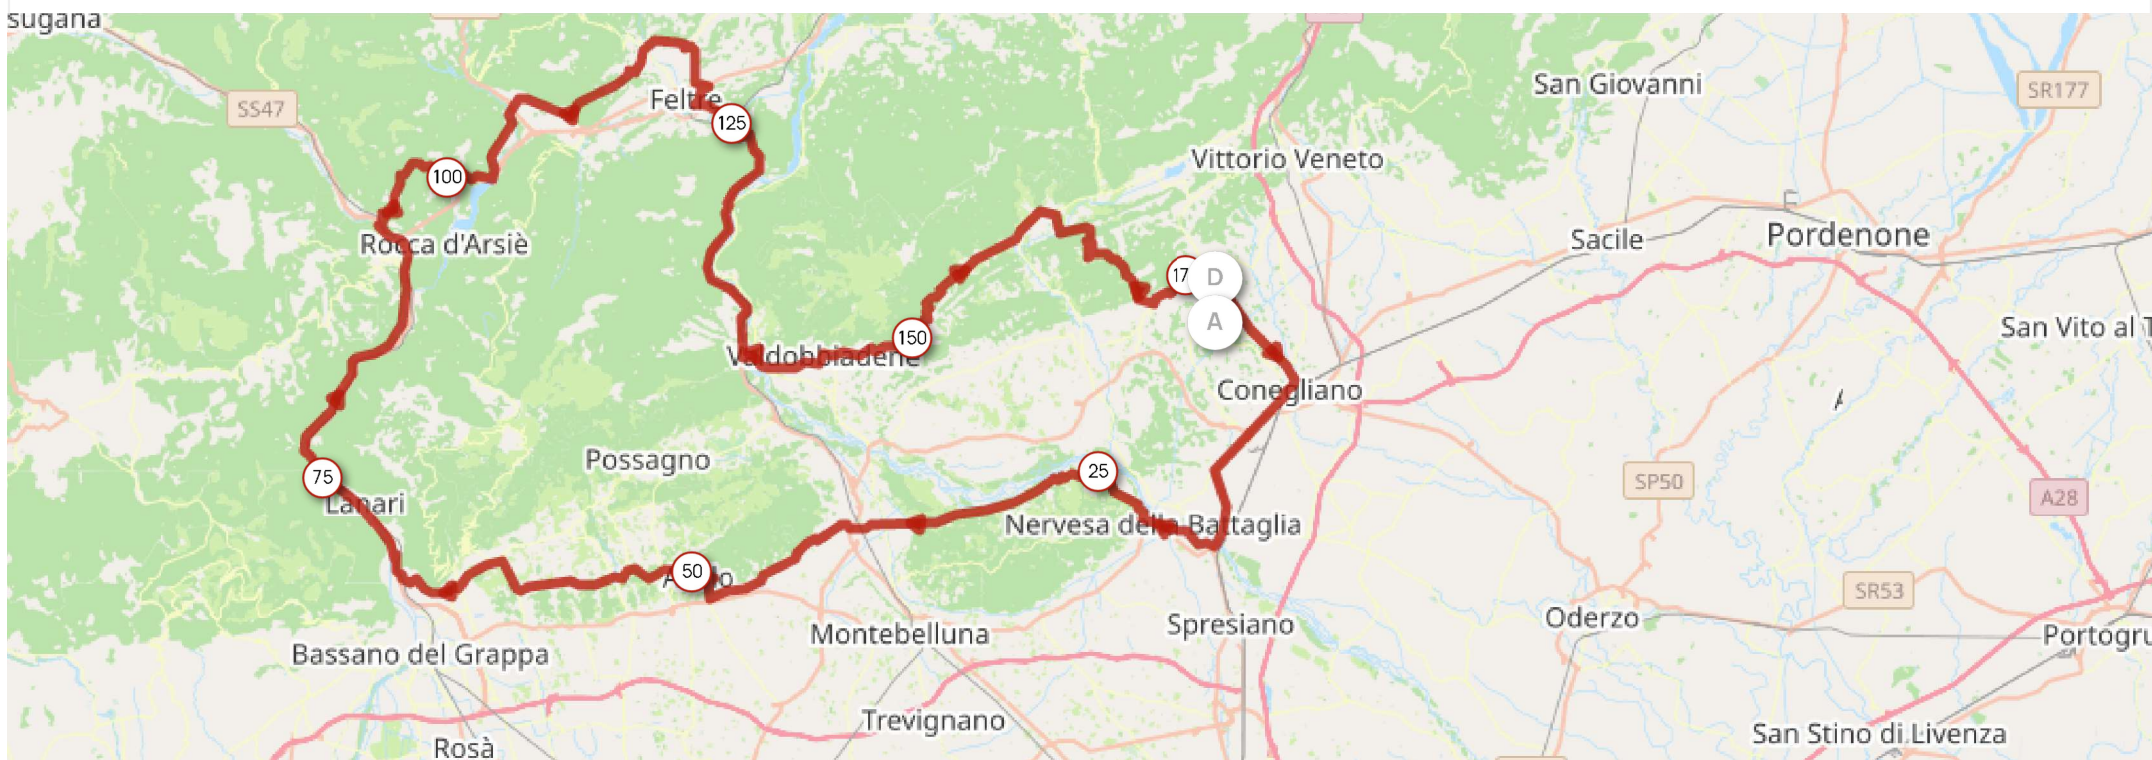 sugana
SS47
Feltre
125
San Giovanni
SR177
100
Vittorio Veneto
Rocca d'Arsiè
Sacile
Pordenone
17
D
A
150
Valdobbiadene
San Vito al T
Conegliano
Possagno
25
75
Lanari
SP50
A28
Nervesa della Battaglia
50
Montebelluna
Spresiano
Oderzo
SR53
Portogru
Bassano del Grappa
Trevignano
San Stino di Livenza
Rosà